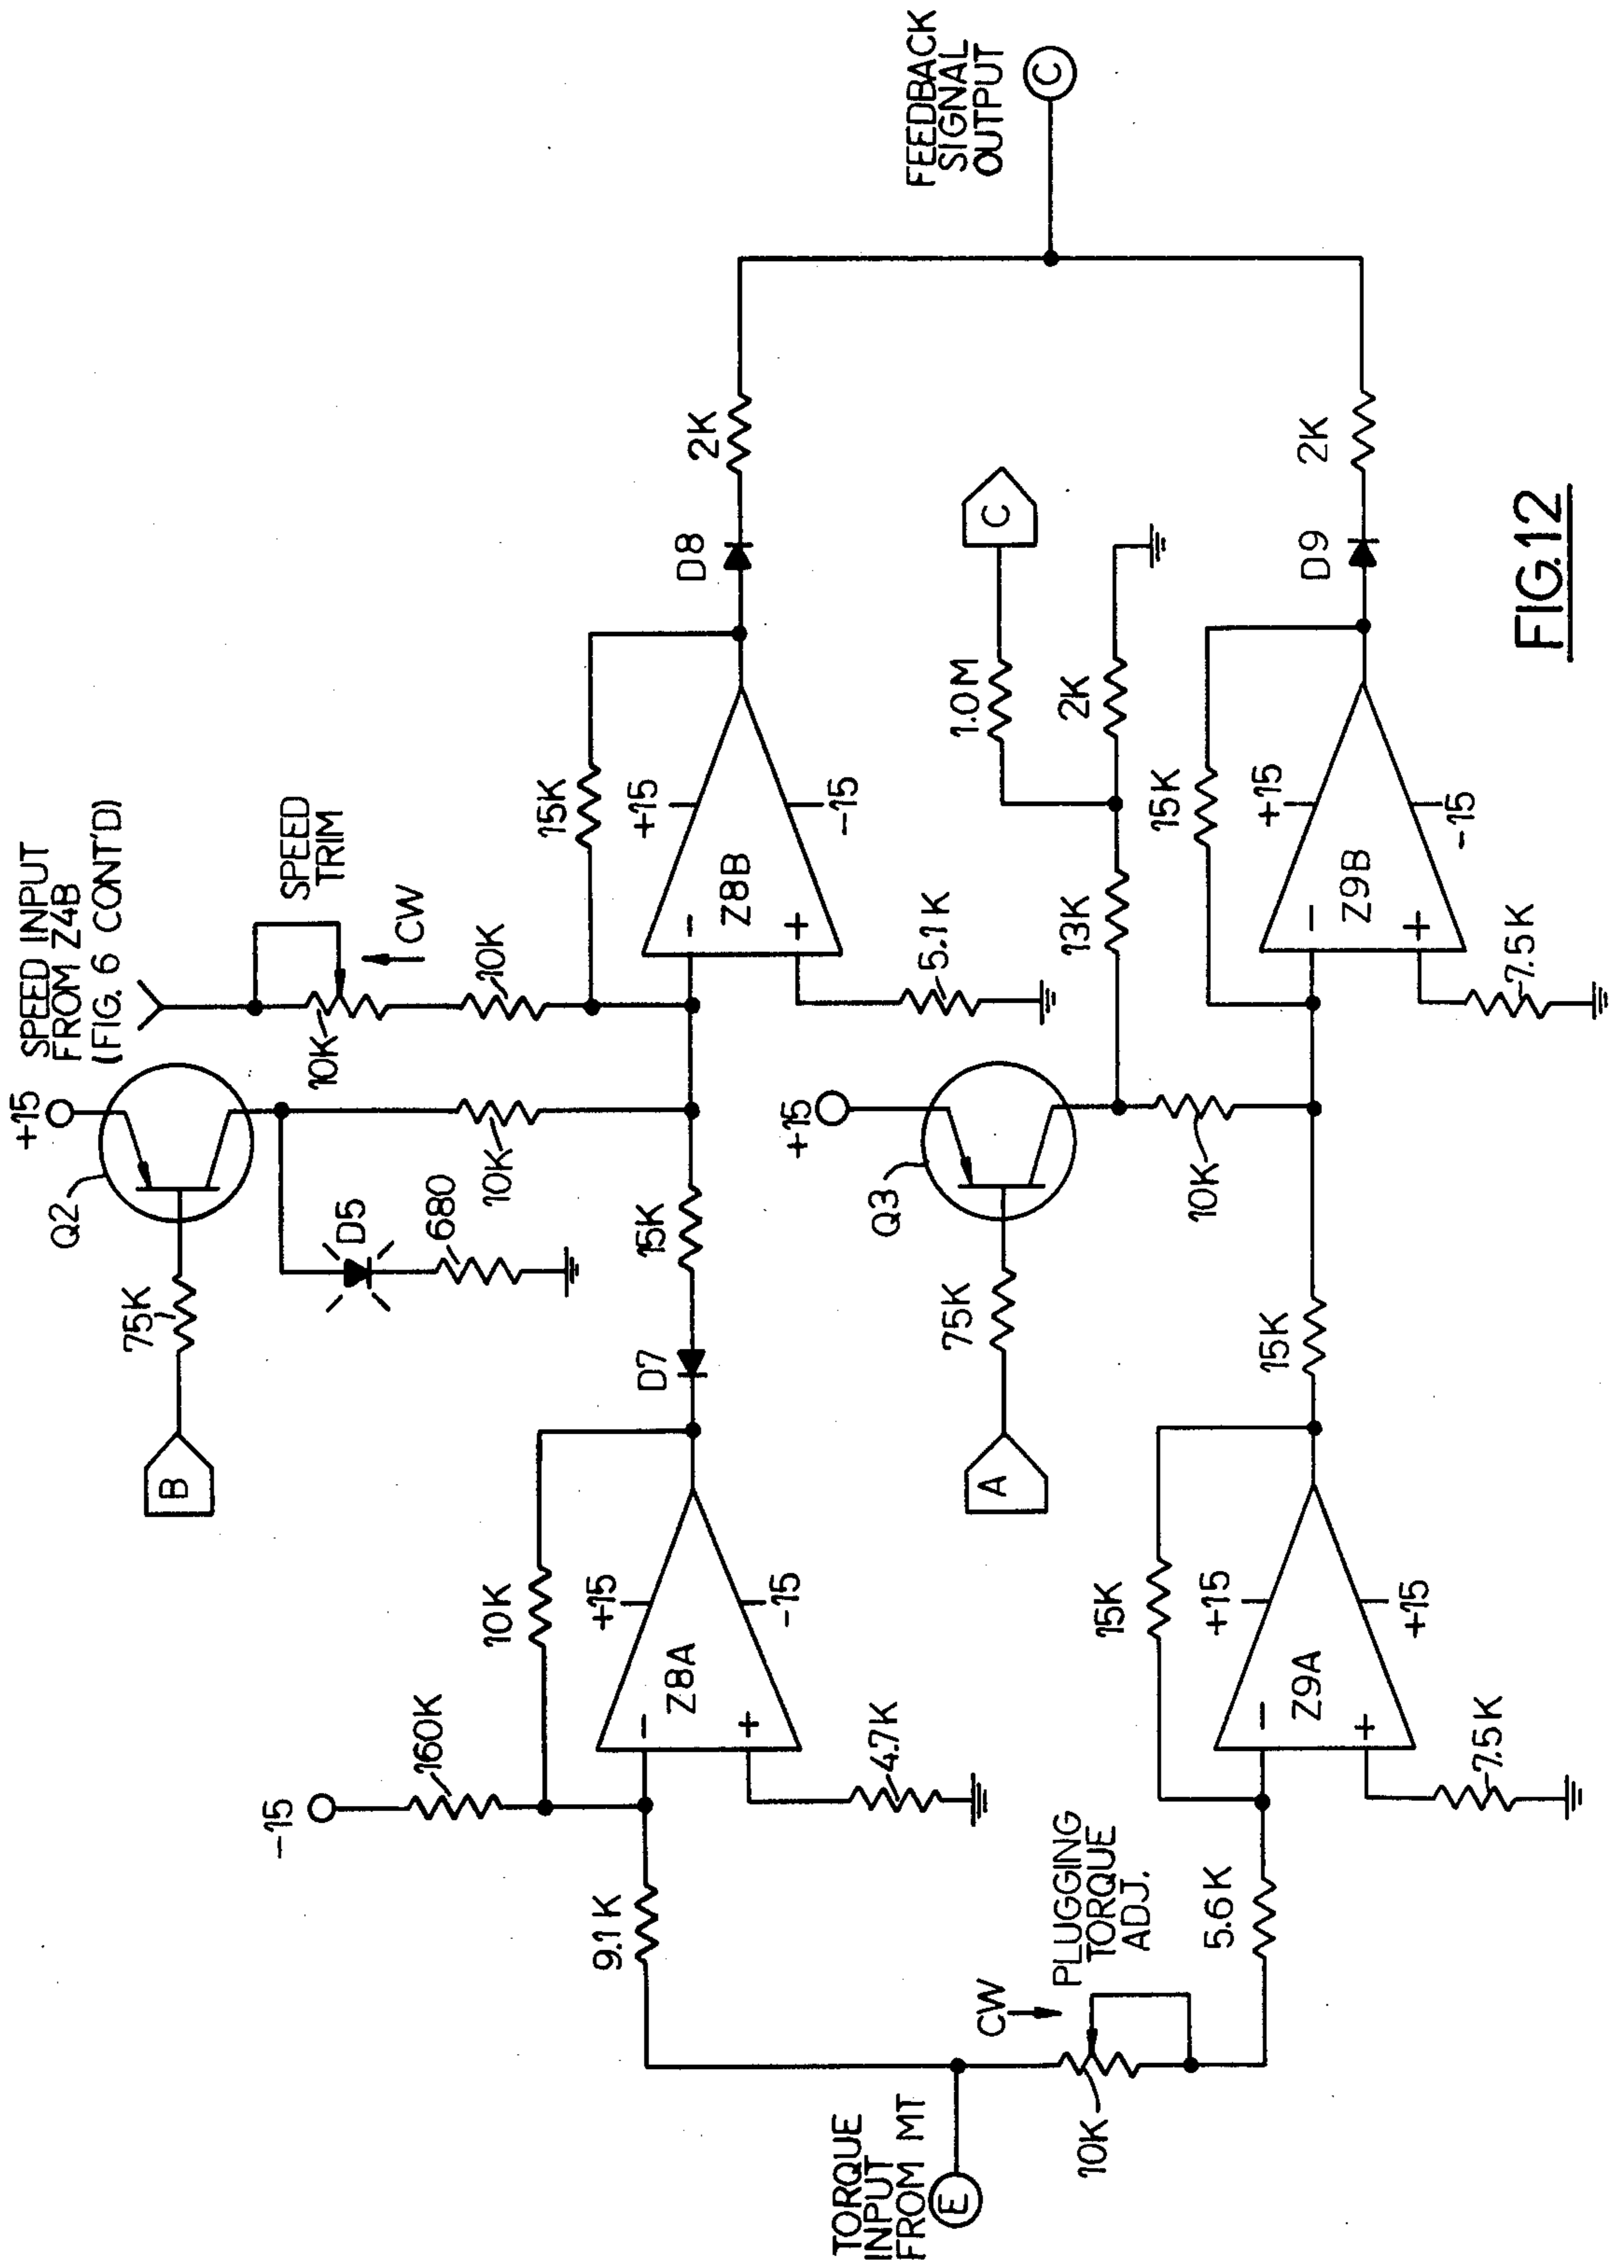 SPEED INPUT
FROM Z4B
(FIG. 6 CONT'D)
+15
Q2
B
75K
D5
680
10K
10K
SPEED
TRIM
CW
10K
-15
160K
10K
+15
Z8A
-
+
-15
4.7K
9.1K
D7
15K
15K
+15
Z8B
-
+
-15
5.1K
D8
2K
FEEDBACK
SIGNAL
OUTPUT
C
TORQUE
INPUT
FROM MT
E
CW
PLUGGING
TORQUE
ADJ.
10K
5.6K
A
75K
Q3
+15
10K
13K
2K
1.0M
C
15K
+15
Z9A
-
+
+15
7.5K
15K
15K
+15
Z9B
-
+
-15
7.5K
D9
2K
FIG.12